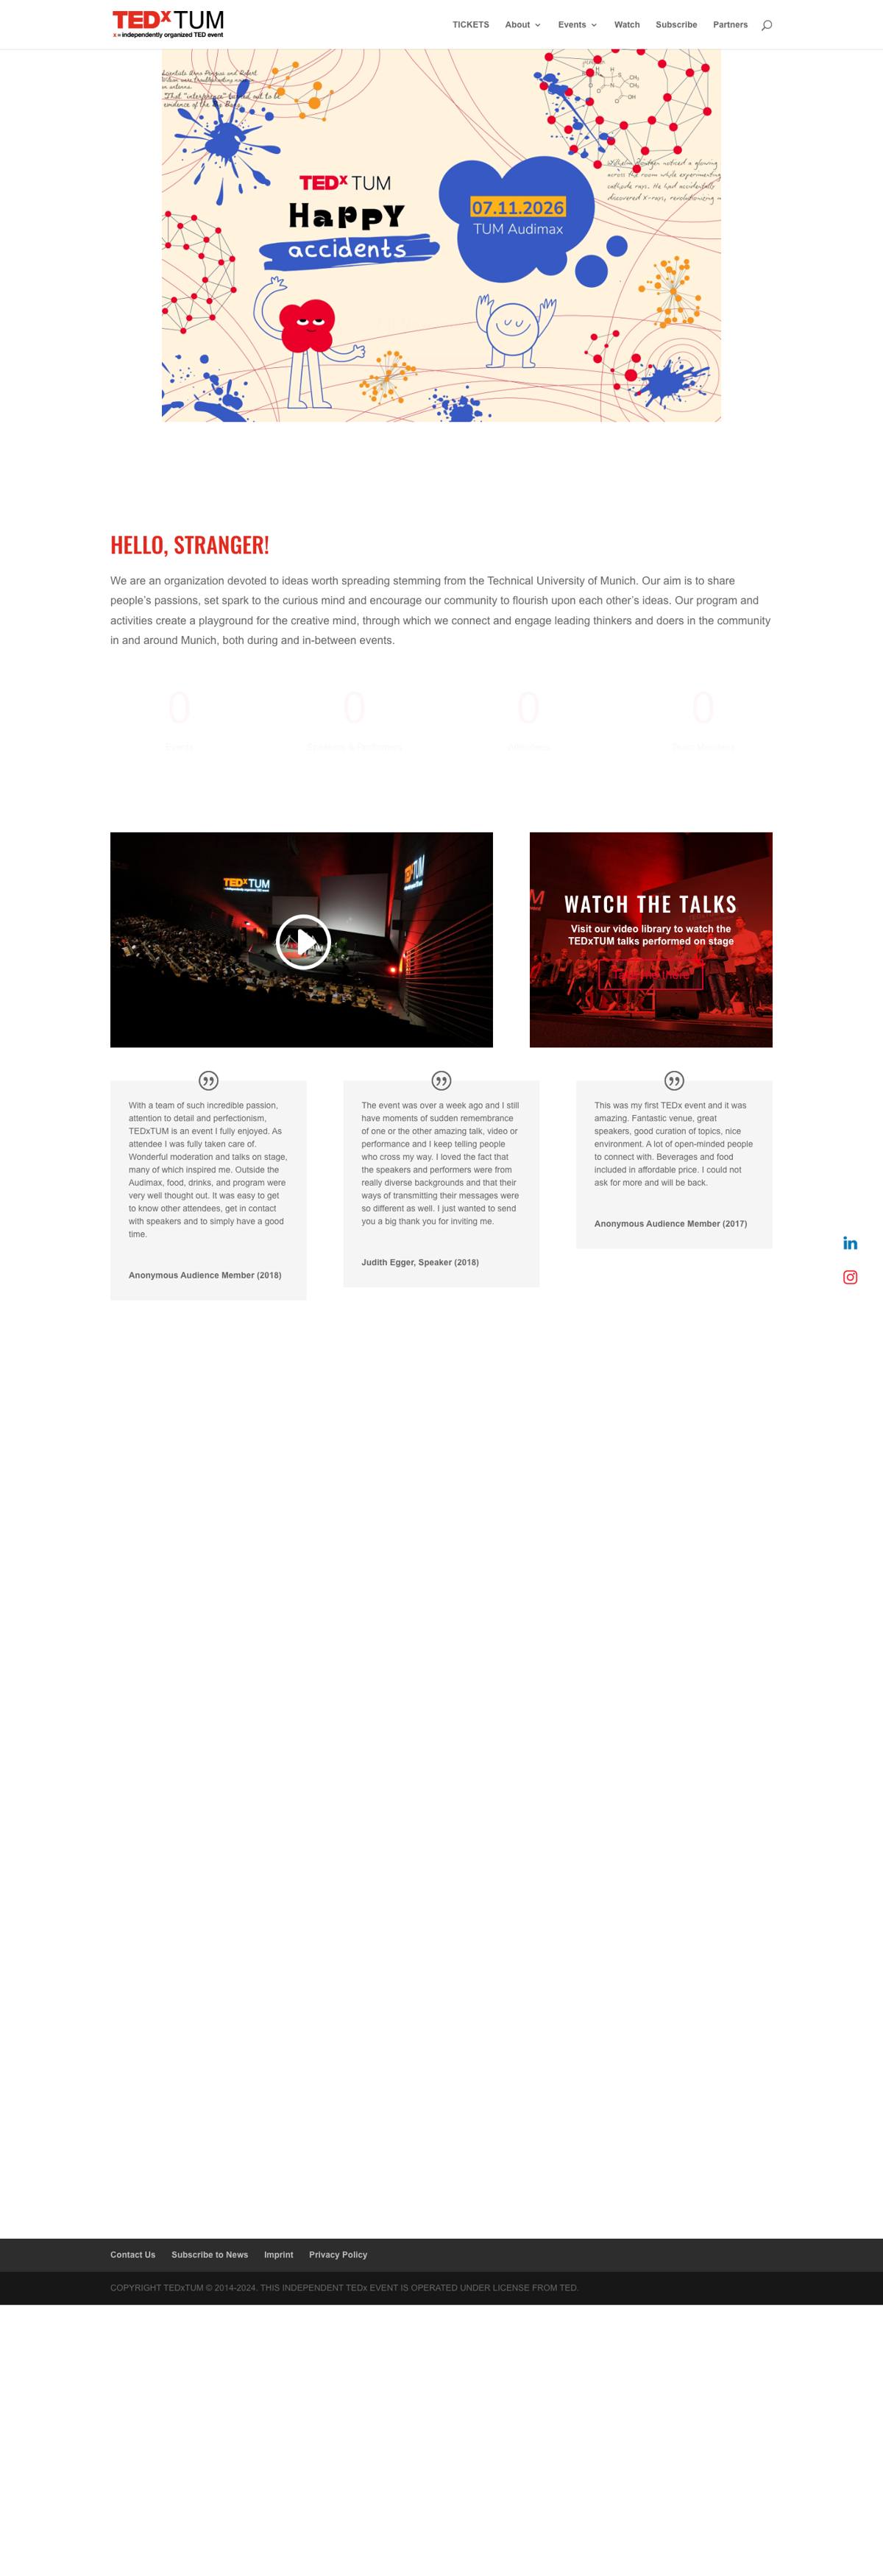 TEDx TUM
x = independently organized TED event
TICKETS
About
Events
Watch
Subscribe
Partners
TEDx TUM
Happy
accidents
07.11.2026
TUM Audimax
HELLO, STRANGER!
We are an organization devoted to ideas worth spreading stemming from the Technical University of Munich. Our aim is to share
people's passions, set spark to the curious mind and encourage our community to flourish upon each other's ideas. Our program and
activities create a playground for the creative mind, through which we connect and engage leading thinkers and doers in the community
in and around Munich, both during and in-between events.
0
0
0
0
TEDx TUM
TEDx TUM
WATCH THE TALKS
Visit our video library to watch the
TEDxTUM talks performed on stage
With a team of such incredible passion,
attention to detail and perfectionism,
TEDxTUM is an event I fully enjoyed. As
attendee I was fully taken care of.
Wonderful moderation and talks on stage,
many of which inspired me. Outside the
Audimax, food, drinks, and program were
very well thought out. It was easy to get
to know other attendees, get in contact
with speakers and to simply have a good
time.
Anonymous Audience Member (2018)
The event was over a week ago and I still
have moments of sudden remembrance
of one or the other amazing talk, video or
performance and I keep telling people
who cross my way. I loved the fact that
the speakers and performers were from
really diverse backgrounds and that their
ways of transmitting their messages were
so different as well. I just wanted to send
you a big thank you for inviting me.
Judith Egger, Speaker (2018)
This was my first TEDx event and it was
amazing. Fantastic venue, great
speakers, good curation of topics, nice
environment. A lot of open-minded people
to connect with. Beverages and food
included in affordable price. I could not
ask for more and will be back.
Anonymous Audience Member (2017)
in
Contact Us
Subscribe to News
Imprint
Privacy Policy
COPYRIGHT TEDxTUM © 2014-2024. THIS INDEPENDENT TEDx EVENT IS OPERATED UNDER LICENSE FROM TED.